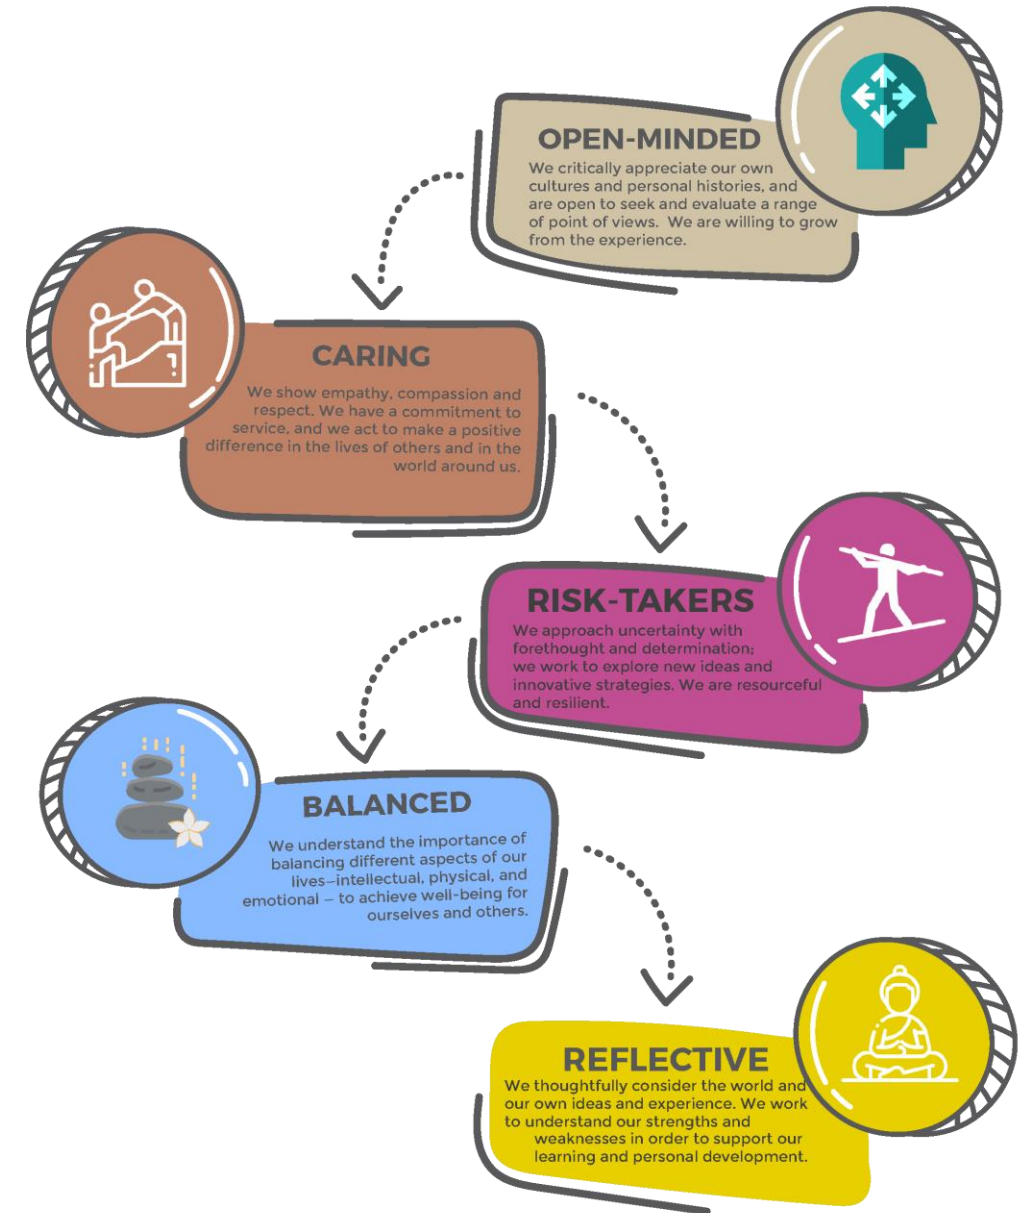 OPEN-MINDED
We critically appreciate our own
cultures and personal histories, and
are open to seek and evaluate a range
of point of views. We are willing to grow
from the experience.
CARING
We show empathy, compassion and
respect. We have a commitment to
service, and we act to make a positive
difference in the lives of others and in the
world around us.
RISK-TAKERS
We approach uncertainty with
forethought and determination;
we work to explore new ideas and
innovative strategies. We are resourceful
and resilient.
BALANCED
We understand the importance of
balancing different aspects of our
lives—intellectual, physical, and
emotional – to achieve well-being for
ourselves and others.
REFLECTIVE
We thoughtfully consider the world and
our own ideas and experience. We work
to understand our strengths and
weaknesses in order to support our
learning and personal development.